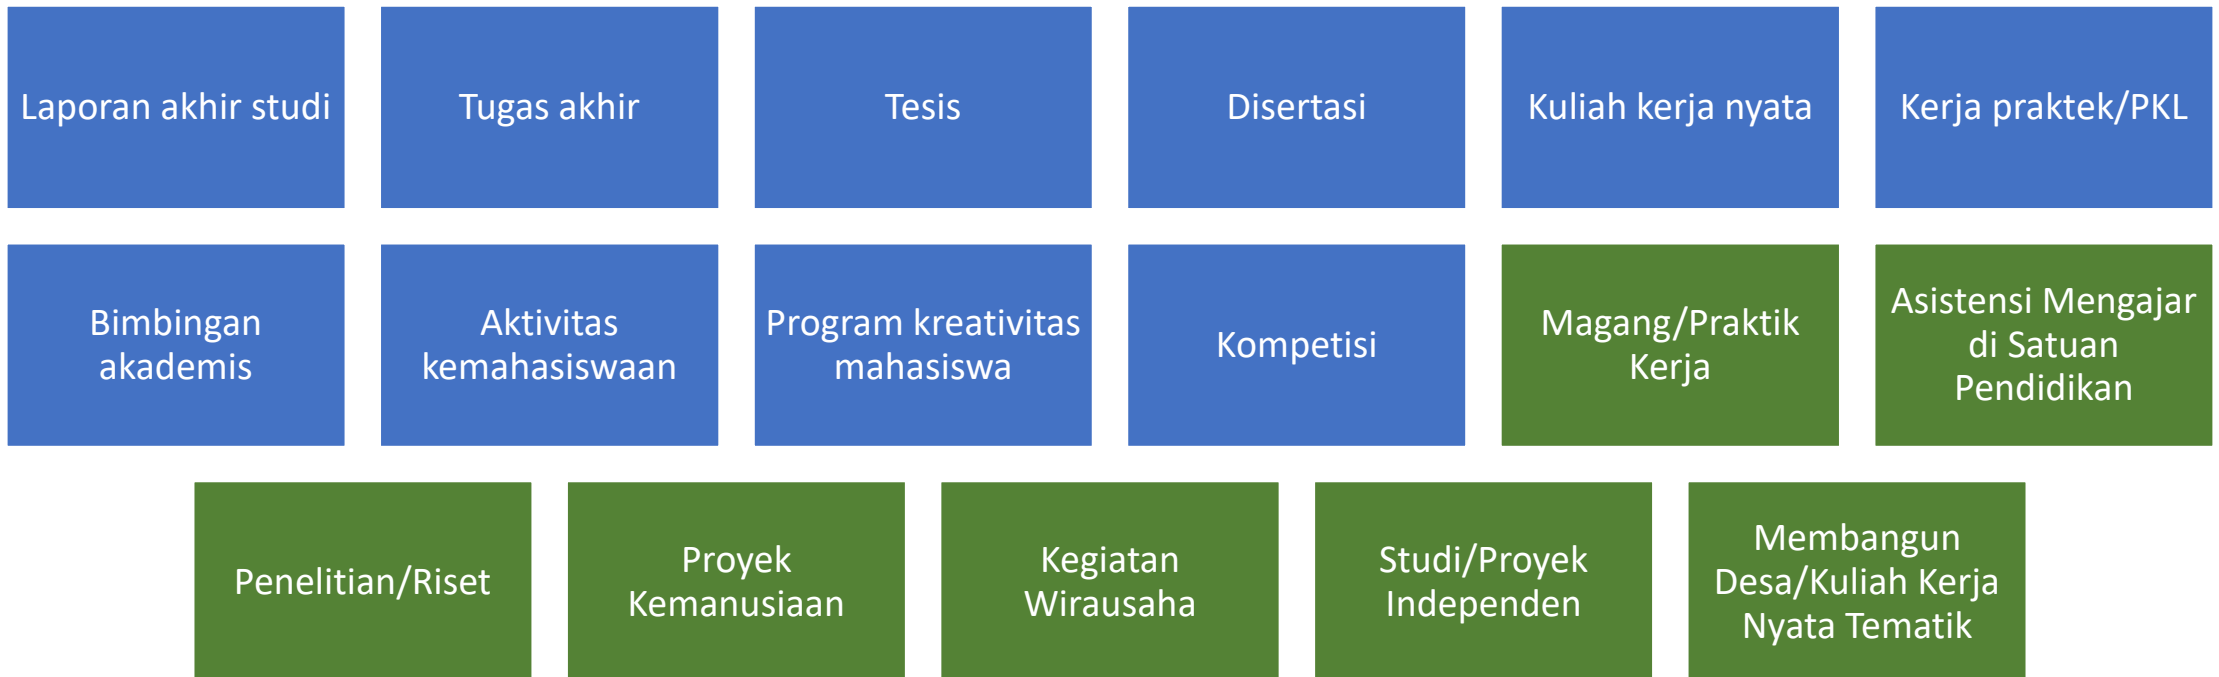 Laporan akhir studi
Tugas akhir
Tesis
Disertasi
Kuliah kerja nyata
Kerja praktek/PKL
Bimbingan
akademis
Aktivitas
kemahasiswaan
Program kreativitas
mahasiswa
Kompetisi
Magang/Praktik
Kerja
Asistensi Mengajar
di Satuan
Pendidikan
Penelitian/Riset
Proyek
Kemanusiaan
Kegiatan
Wirausaha
Studi/Proyek
Independen
Membangun
Desa/Kuliah Kerja
Nyata Tematik